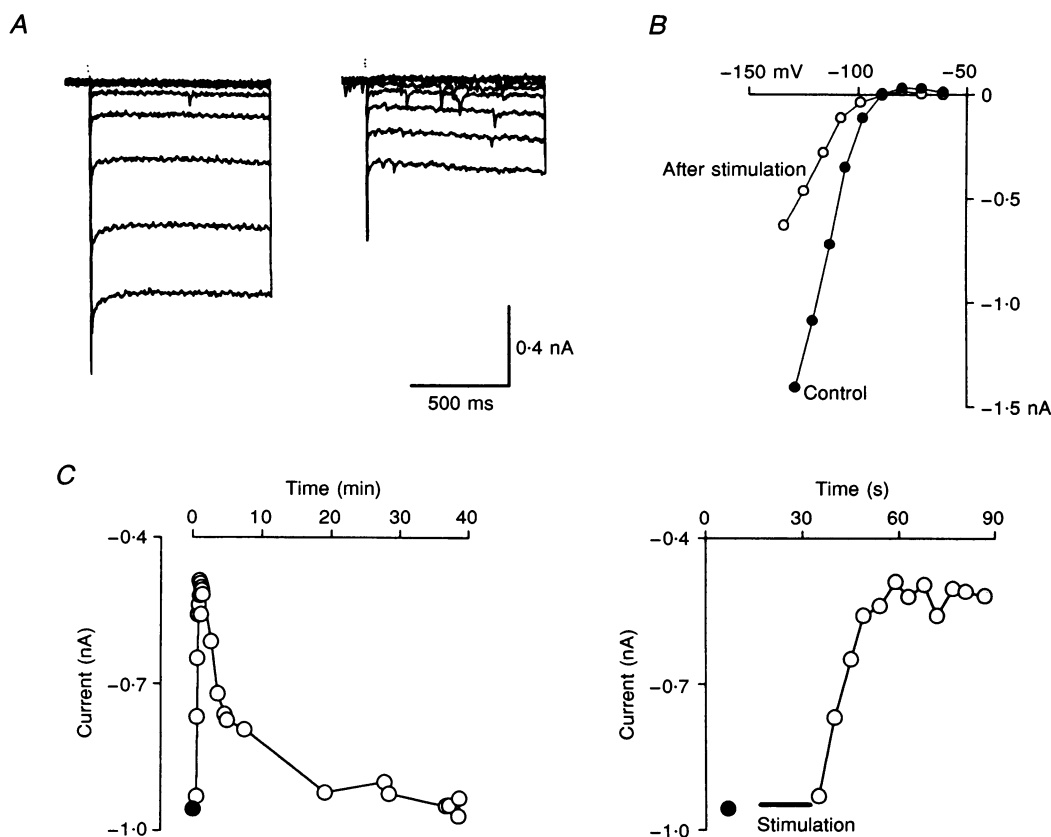 A
0·4 nA
500 ms
B
−150 mV −100 −50
0
After stimulation
−0·5
−1·0
Control
−1·5 nA
C
Time (min)
0 10 20 30 40
−0·4
−0·7
−1·0
Current (nA)
Time (s)
0 30 60 90
−0·4
−0·7
−1·0
Current (nA)
Stimulation